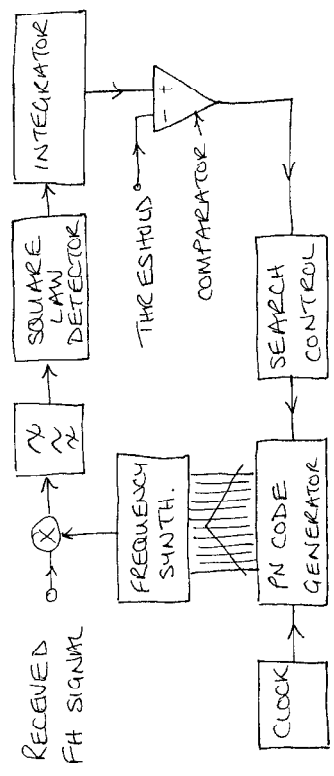 RECEIVED
FH SIGNAL
X
SQUARE
LAW
DETECTOR
INTEGRATOR
+
-
THRESHOLD
COMPARATOR
FREQUENCY
SYNTH.
SEARCH
CONTROL
PN CODE
GENERATOR
CLOCK